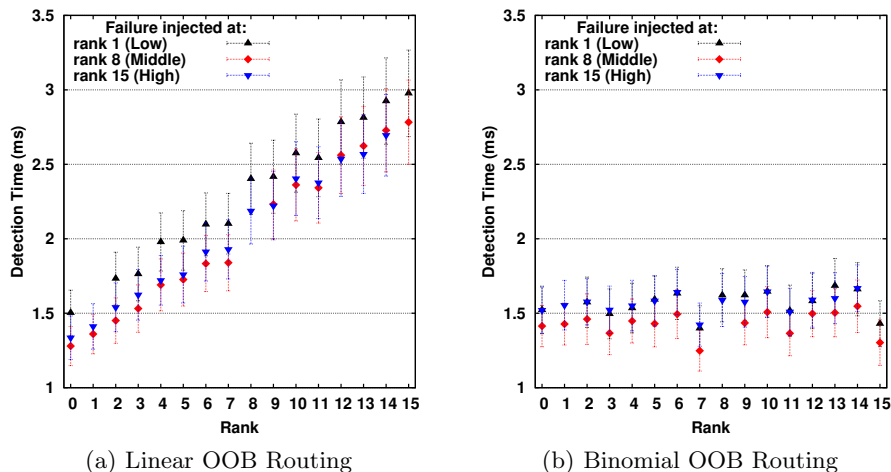 Failure injected at:
rank 1 (Low)
rank 8 (Middle)
rank 15 (High)
Detection Time (ms)
3.5
3
2.5
2
1.5
1
0 1 2 3 4 5 6 7 8 9 10 11 12 13 14 15
Rank
(a) Linear OOB Routing
Failure injected at:
rank 1 (Low)
rank 8 (Middle)
rank 15 (High)
Detection Time (ms)
3.5
3
2.5
2
1.5
1
0 1 2 3 4 5 6 7 8 9 10 11 12 13 14 15
Rank
(b) Binomial OOB Routing